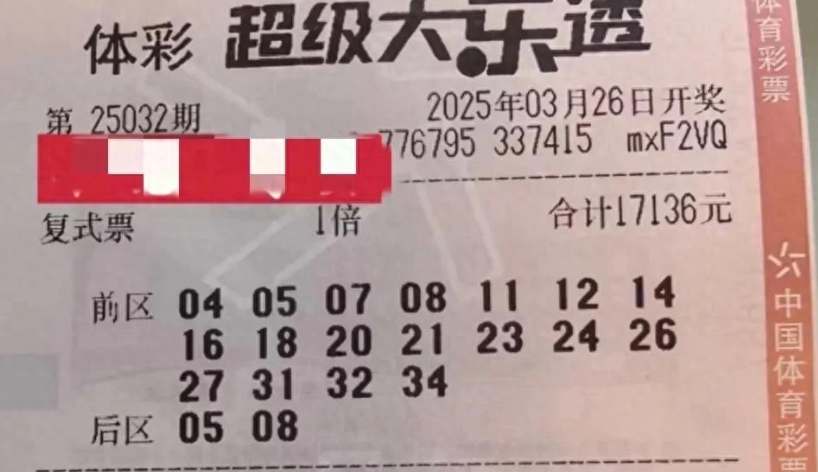 体彩 超级大乐透
第 25032期
2025年03月26日开奖
776795 337415 mxF2VQ
复式票 1倍 合计17136元
前区 04 05 07 08 11 12 14
16 18 20 21 23 24 26
27 31 32 34
后区 05 08
体育彩票
中国体育彩票